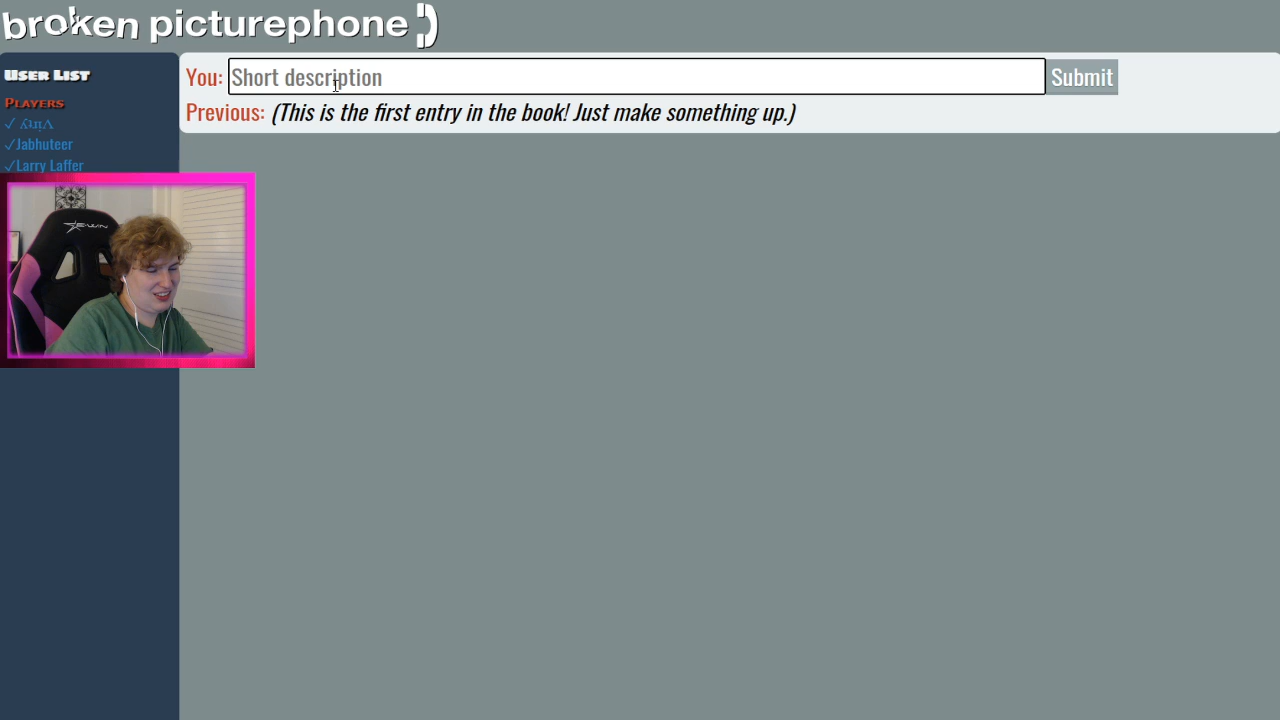 broken picturephone
User List
Players
✓Jabhuteer
✓Larry Laffer
You: Short description Submit
Previous: (This is the first entry in the book! Just make something up.)